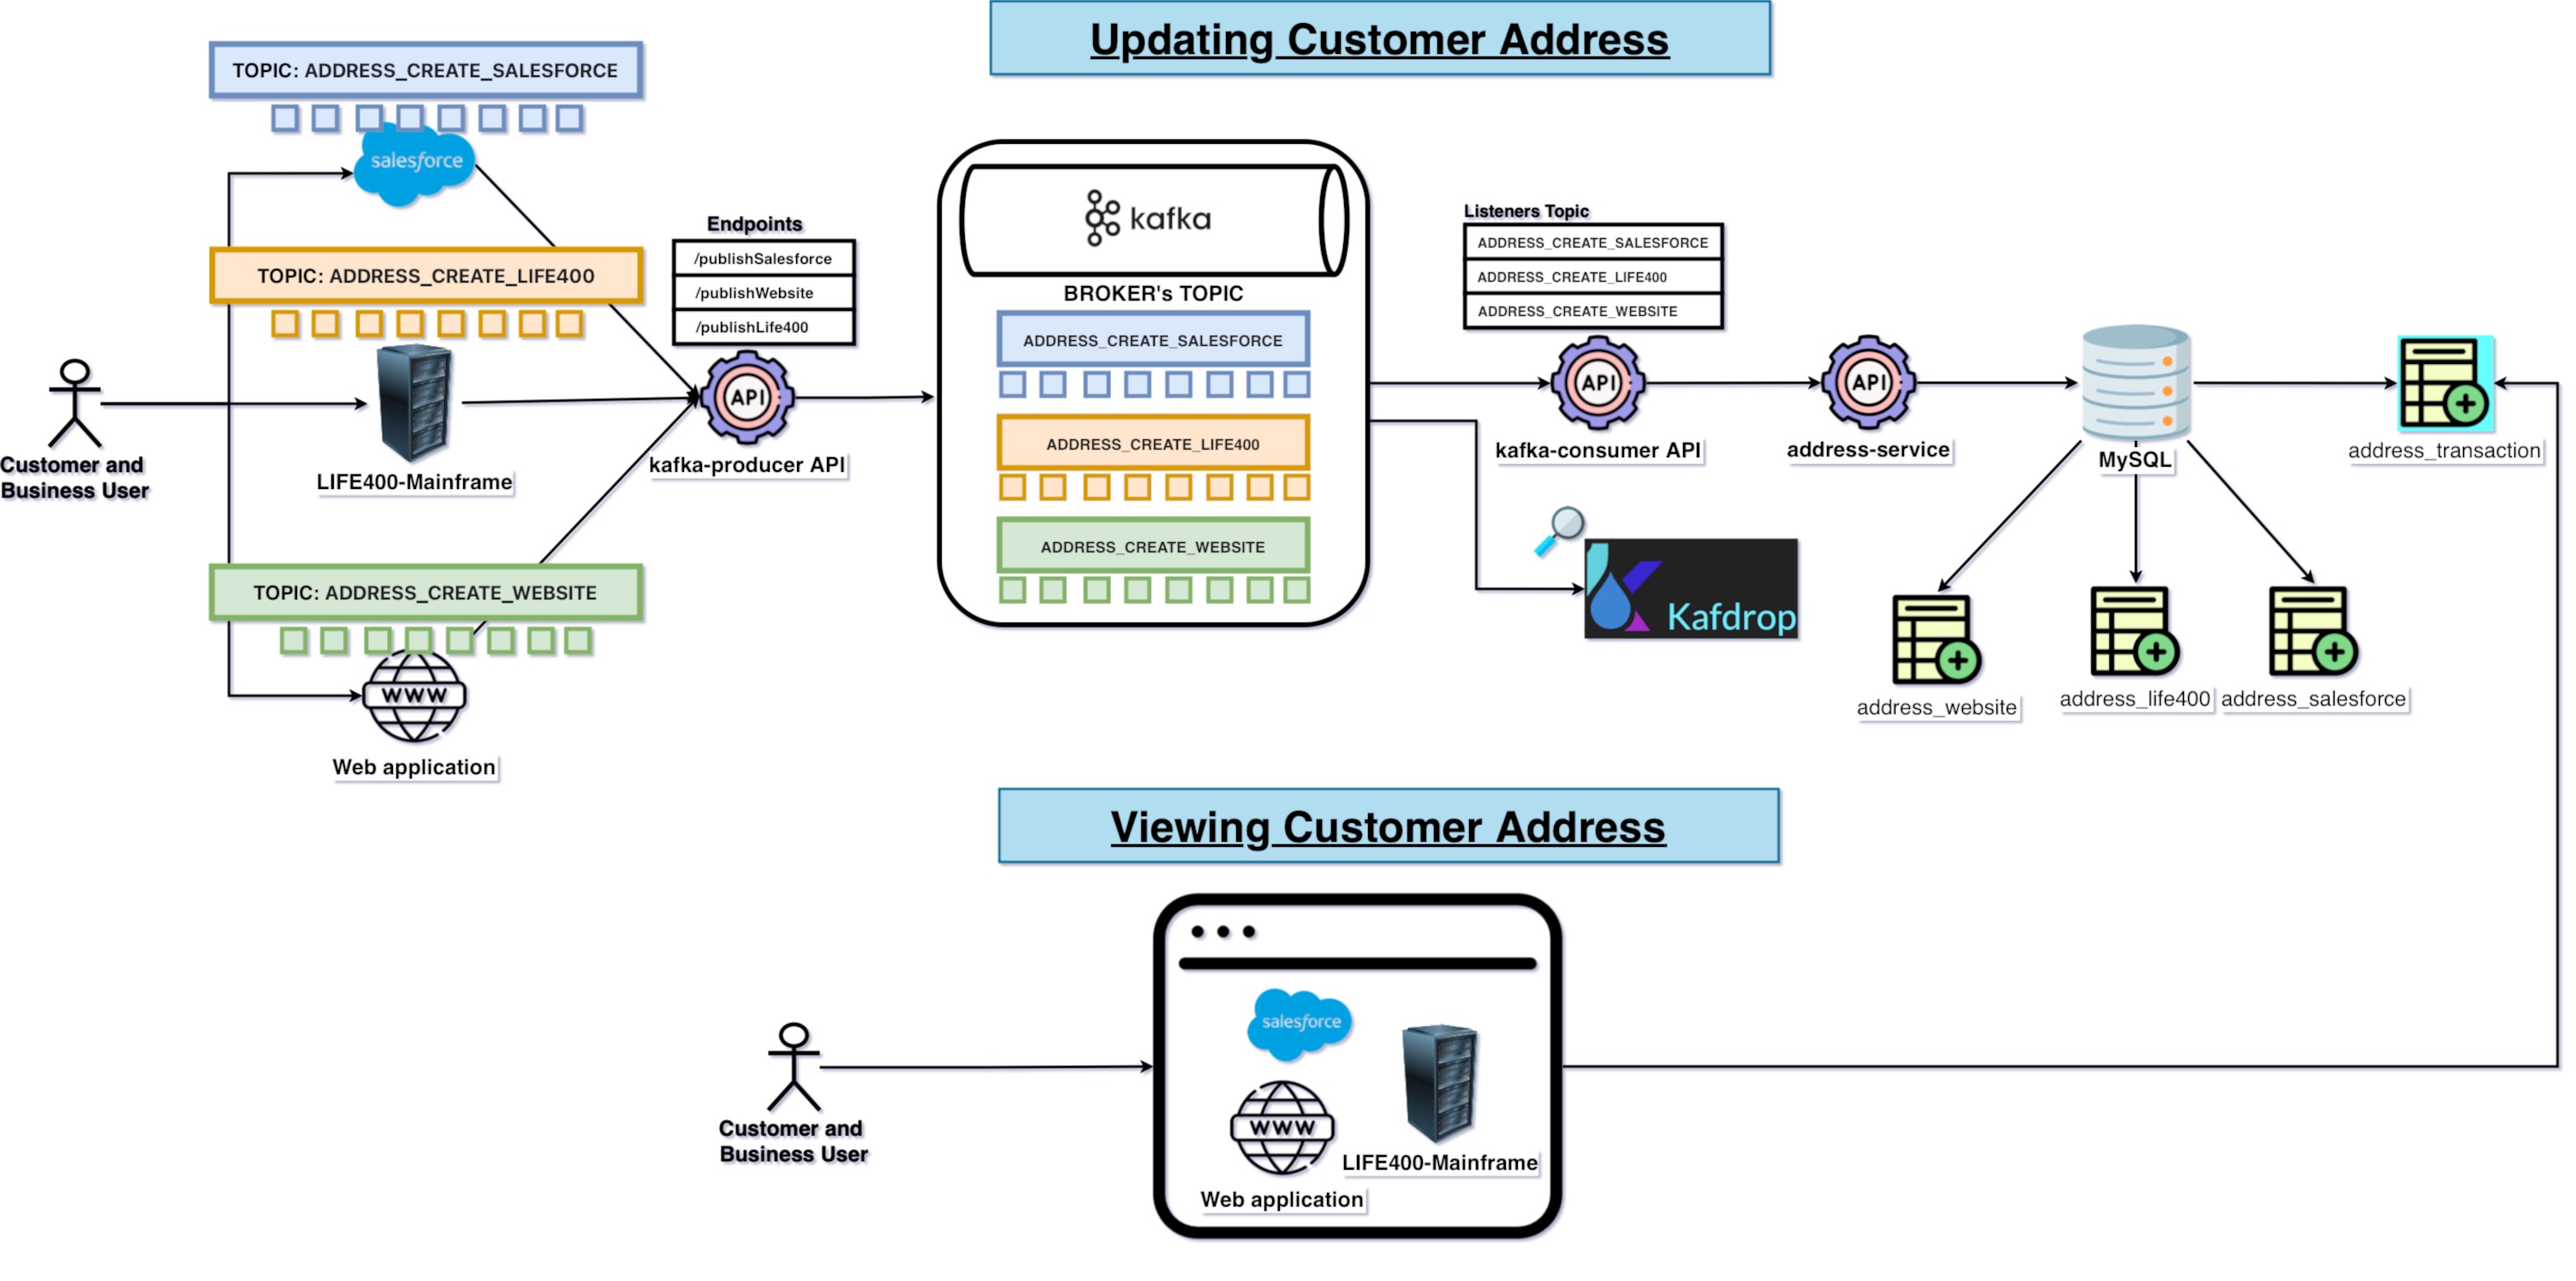 Updating Customer Address
TOPIC: ADDRESS_CREATE_SALESFORCE
salesforce
TOPIC: ADDRESS_CREATE_LIFE400
LIFE400-Mainframe
Customer and
Business User
TOPIC: ADDRESS_CREATE_WEBSITE
WWW
Web application
Endpoints
/publishSalesforce
/publishWebsite
/publishLife400
API
kafka-producer API
kafka
BROKER's TOPIC
ADDRESS_CREATE_SALESFORCE
ADDRESS_CREATE_LIFE400
ADDRESS_CREATE_WEBSITE
Listeners Topic
ADDRESS_CREATE_SALESFORCE
ADDRESS_CREATE_LIFE400
ADDRESS_CREATE_WEBSITE
API
kafka-consumer API
API
address-service
Kafdrop
MySQL
address_transaction
address_website
address_life400
address_salesforce
Viewing Customer Address
Customer and
Business User
salesforce
WWW
LIFE400-Mainframe
Web application